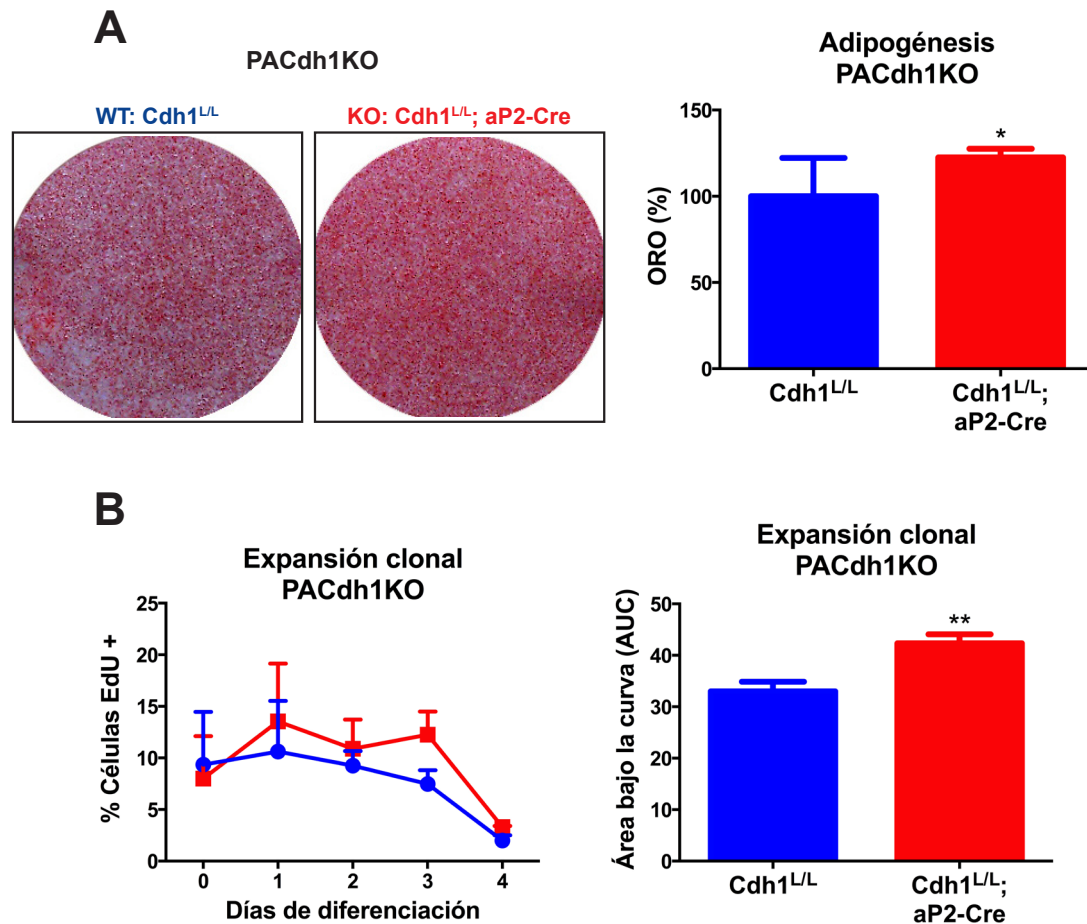 A
PACdh1KO
WT: Cdh1L/L
KO: Cdh1L/L; aP2-Cre
Adipogénesis
PACdh1KO
ORO (%)
150
100
50
0
*
Cdh1L/L
Cdh1L/L;
aP2-Cre
B
Expansión clonal
PACdh1KO
% Células EdU +
25
20
15
10
5
0
0 1 2 3 4
Días de diferenciación
Expansión clonal
PACdh1KO
Área bajo la curva (AUC)
50
40
30
20
10
0
**
Cdh1L/L
Cdh1L/L;
aP2-Cre